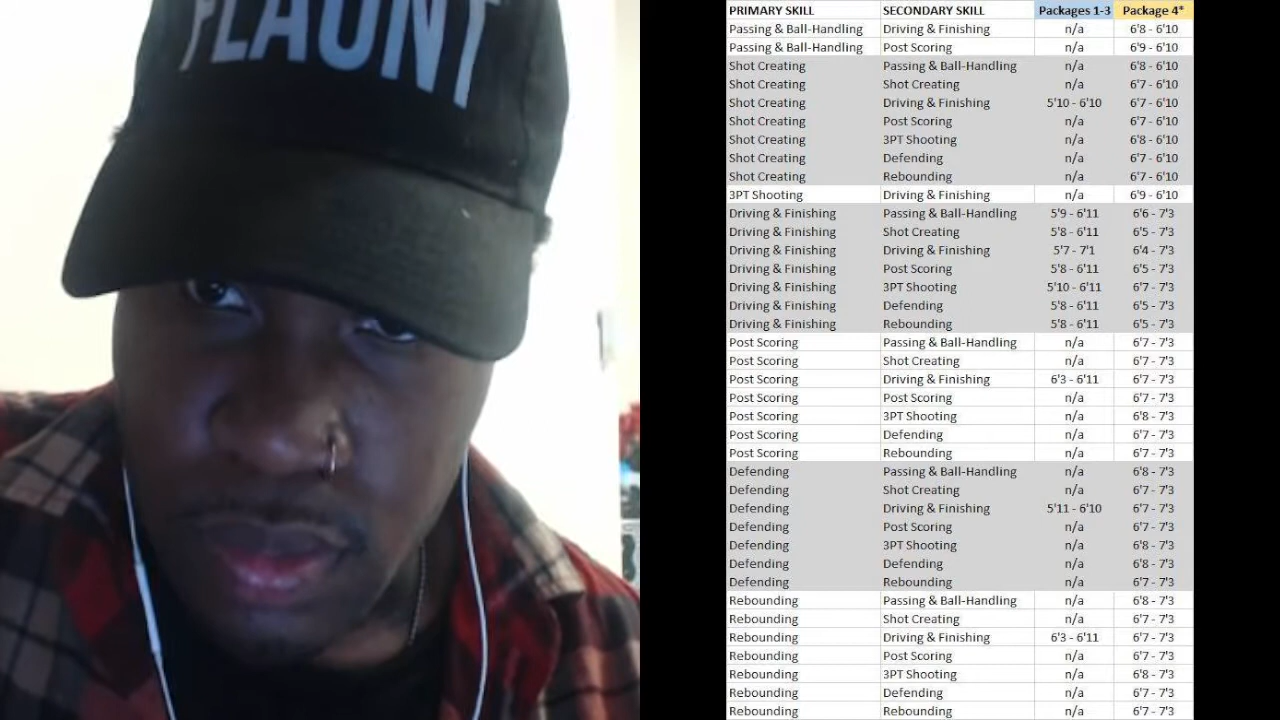 FLAUNT
PRIMARY SKILL SECONDARY SKILL Packages 1-3 Package 4*
Passing & Ball-Handling Driving & Finishing n/a 6'8 - 6'10
Passing & Ball-Handling Post Scoring n/a 6'9 - 6'10
Shot Creating Passing & Ball-Handling n/a 6'8 - 6'10
Shot Creating Shot Creating n/a 6'7 - 6'10
Shot Creating Driving & Finishing 5'10 - 6'10 6'7 - 6'10
Shot Creating Post Scoring n/a 6'7 - 6'10
Shot Creating 3PT Shooting n/a 6'8 - 6'10
Shot Creating Defending n/a 6'7 - 6'10
Shot Creating Rebounding n/a 6'7 - 6'10
3PT Shooting Driving & Finishing n/a 6'9 - 6'10
Driving & Finishing Passing & Ball-Handling 5'9 - 6'11 6'6 - 7'3
Driving & Finishing Shot Creating 5'8 - 6'11 6'5 - 7'3
Driving & Finishing Driving & Finishing 5'7 - 7'1 6'4 - 7'3
Driving & Finishing Post Scoring 5'8 - 6'11 6'5 - 7'3
Driving & Finishing 3PT Shooting 5'10 - 6'11 6'7 - 7'3
Driving & Finishing Defending 5'8 - 6'11 6'5 - 7'3
Driving & Finishing Rebounding 5'8 - 6'11 6'5 - 7'3
Post Scoring Passing & Ball-Handling n/a 6'7 - 7'3
Post Scoring Shot Creating n/a 6'7 - 7'3
Post Scoring Driving & Finishing 6'3 - 6'11 6'7 - 7'3
Post Scoring Post Scoring n/a 6'7 - 7'3
Post Scoring 3PT Shooting n/a 6'8 - 7'3
Post Scoring Defending n/a 6'7 - 7'3
Post Scoring Rebounding n/a 6'7 - 7'3
Defending Passing & Ball-Handling n/a 6'8 - 7'3
Defending Shot Creating n/a 6'7 - 7'3
Defending Driving & Finishing 5'11 - 6'10 6'7 - 7'3
Defending Post Scoring n/a 6'7 - 7'3
Defending 3PT Shooting n/a 6'8 - 7'3
Defending Defending n/a 6'8 - 7'3
Defending Rebounding n/a 6'7 - 7'3
Rebounding Passing & Ball-Handling n/a 6'8 - 7'3
Rebounding Shot Creating n/a 6'7 - 7'3
Rebounding Driving & Finishing 6'3 - 6'11 6'7 - 7'3
Rebounding Post Scoring n/a 6'7 - 7'3
Rebounding 3PT Shooting n/a 6'8 - 7'3
Rebounding Defending n/a 6'7 - 7'3
Rebounding Rebounding n/a 6'7 - 7'3